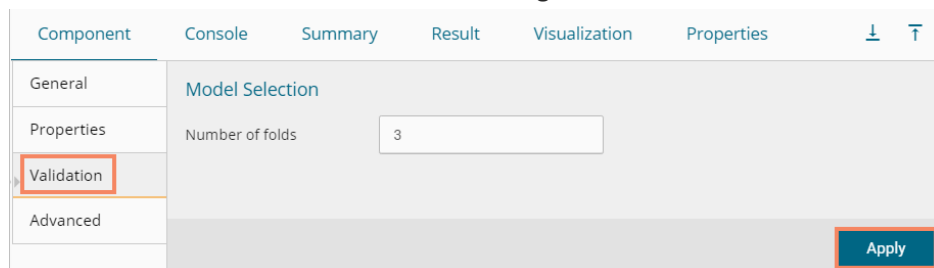 Component Console Summary Result Visualization Properties
General
Model Selection
Properties
Number of folds 3
Validation
Advanced
Apply